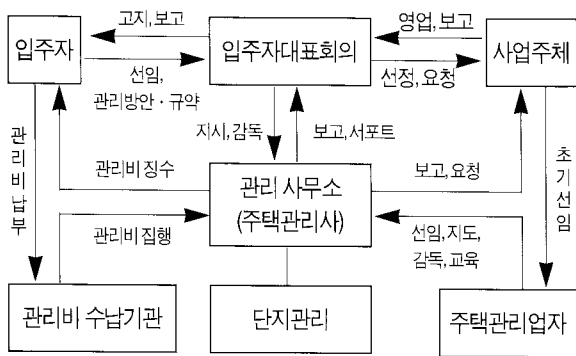 고지, 보고
영업, 보고
입주자
입주자대표회의
사업주체
선임,
관리방안·규약
선정, 요청
지시, 감독
보고, 서포트
관리비납부
관리비 징수
관리 사무소
(주택관리사)
보고, 요청
초기선임
관리비 집행
선임, 지도,
감독, 교육
관리비 수납기관
단지관리
주택관리업자